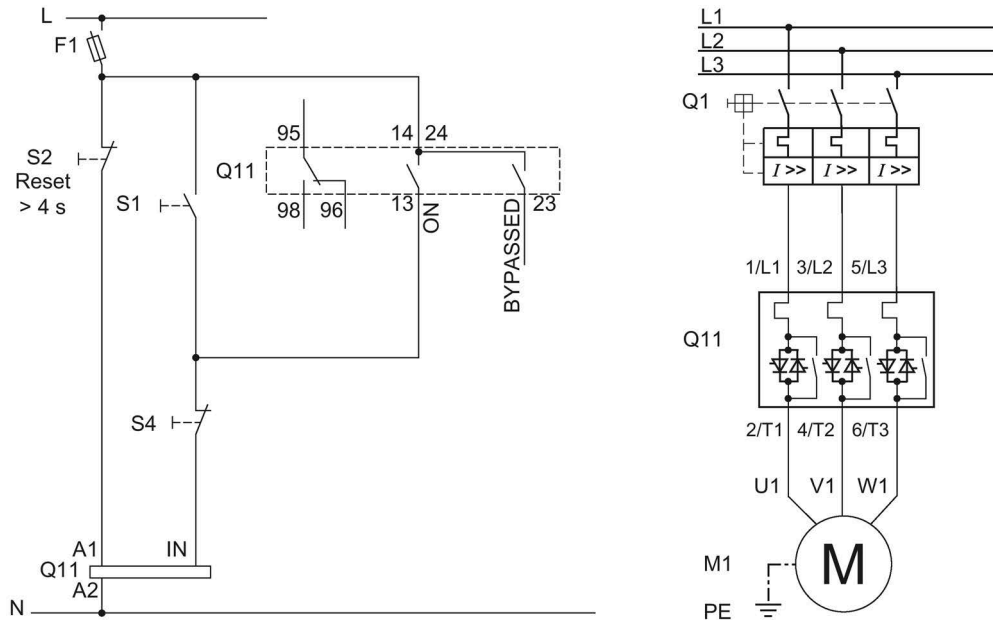 L
F1
S2
Reset
> 4 s
S1
95
14
24
Q11
98
96
13
23
ON
BYPASSED
S4
A1
IN
Q11
A2
N
L1
L2
L3
Q1
I >>
I >>
I >>
1/L1
3/L2
5/L3
Q11
2/T1
4/T2
6/T3
U1
V1
W1
M1
M
PE